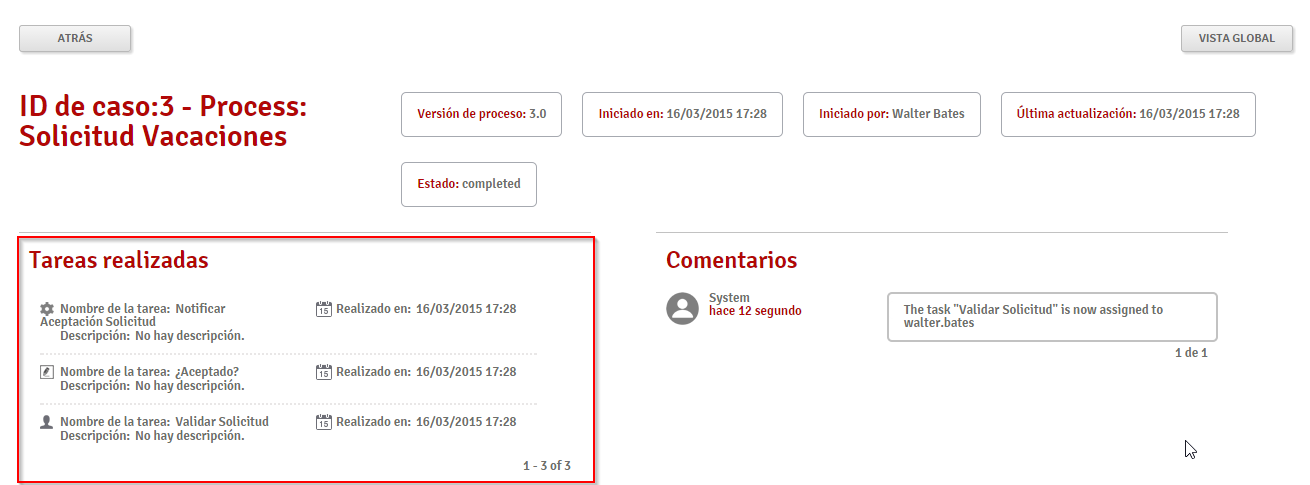 ATRÁS
VISTA GLOBAL
ID de caso:3 - Process:
Solicitud Vacaciones
Versión de proceso: 3.0
Iniciado en: 16/03/2015 17:28
Iniciado por: Walter Bates
Última actualización: 16/03/2015 17:28
Estado: completed
Tareas realizadas
Nombre de la tarea: Notificar
Aceptación Solicitud
Descripción: No hay descripción.
15 Realizado en: 16/03/2015 17:28
Nombre de la tarea: ¿Aceptado?
Descripción: No hay descripción.
15 Realizado en: 16/03/2015 17:28
Nombre de la tarea: Validar Solicitud
Descripción: No hay descripción.
15 Realizado en: 16/03/2015 17:28
1 - 3 of 3
Comentarios
System
hace 12 segundo
The task "Validar Solicitud" is now assigned to
walter.bates
1 de 1